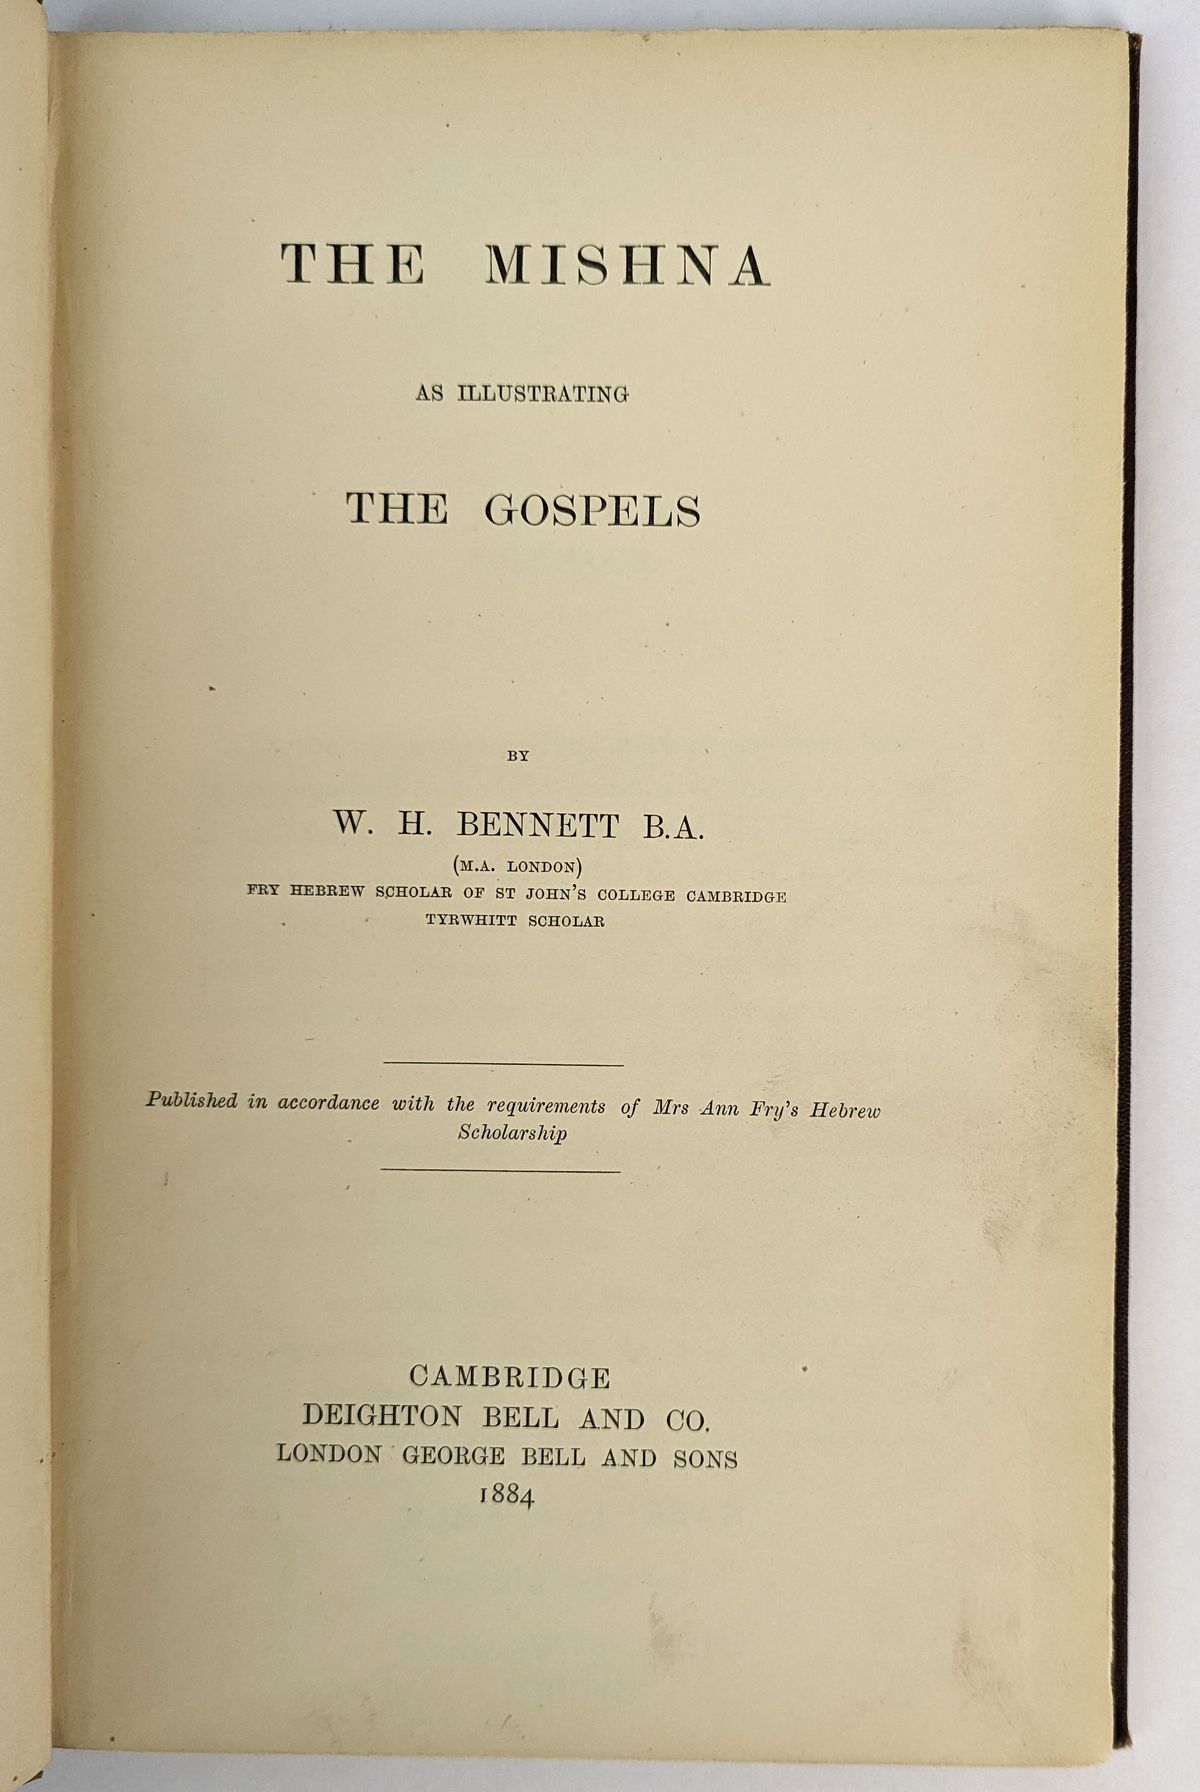 THE MISHNA
AS ILLUSTRATING
THE GOSPELS
BY
W. H. BENNETT B.A.
(M.A. LONDON)
FRY HEBREW SCHOLAR OF ST JOHN'S COLLEGE CAMBRIDGE
TYRWHITT SCHOLAR
Published in accordance with the requirements of Mrs Ann Fry's Hebrew
Scholarship
CAMBRIDGE
DEIGHTON BELL AND CO.
LONDON GEORGE BELL AND SONS
1884